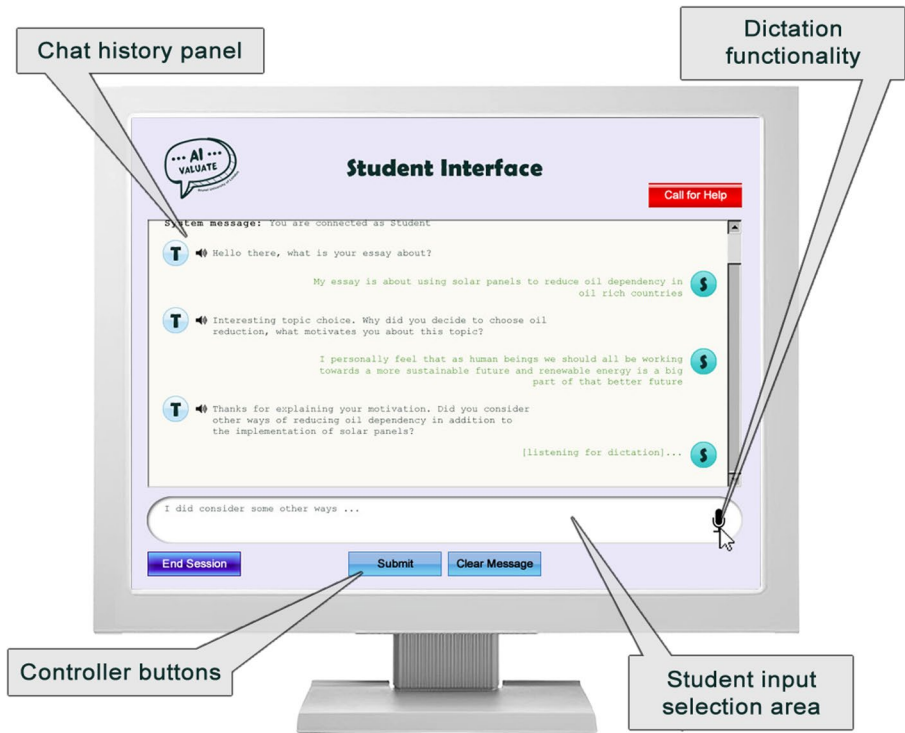 Dictation
functionality
Chat history panel
... AI ...
VALUATE
Student Interface
Call for Help
System message: You are connected as Student
T Hello there, what is your essay about?
My essay is about using solar panels to reduce oil dependency in
oil rich countries
S
T Interesting topic choice. Why did you decide to choose oil
reduction, what motivates you about this topic?
I personally feel that as human beings we should all be working
towards a more sustainable future and renewable energy is a big
part of that better future
S
T Thanks for explaining your motivation. Did you consider
other ways of reducing oil dependency in addition to
the implementation of solar panels?
[listening for dictation]...
S
I did consider some other ways ...
End Session
Submit
Clear Message
Controller buttons
Student input
selection area